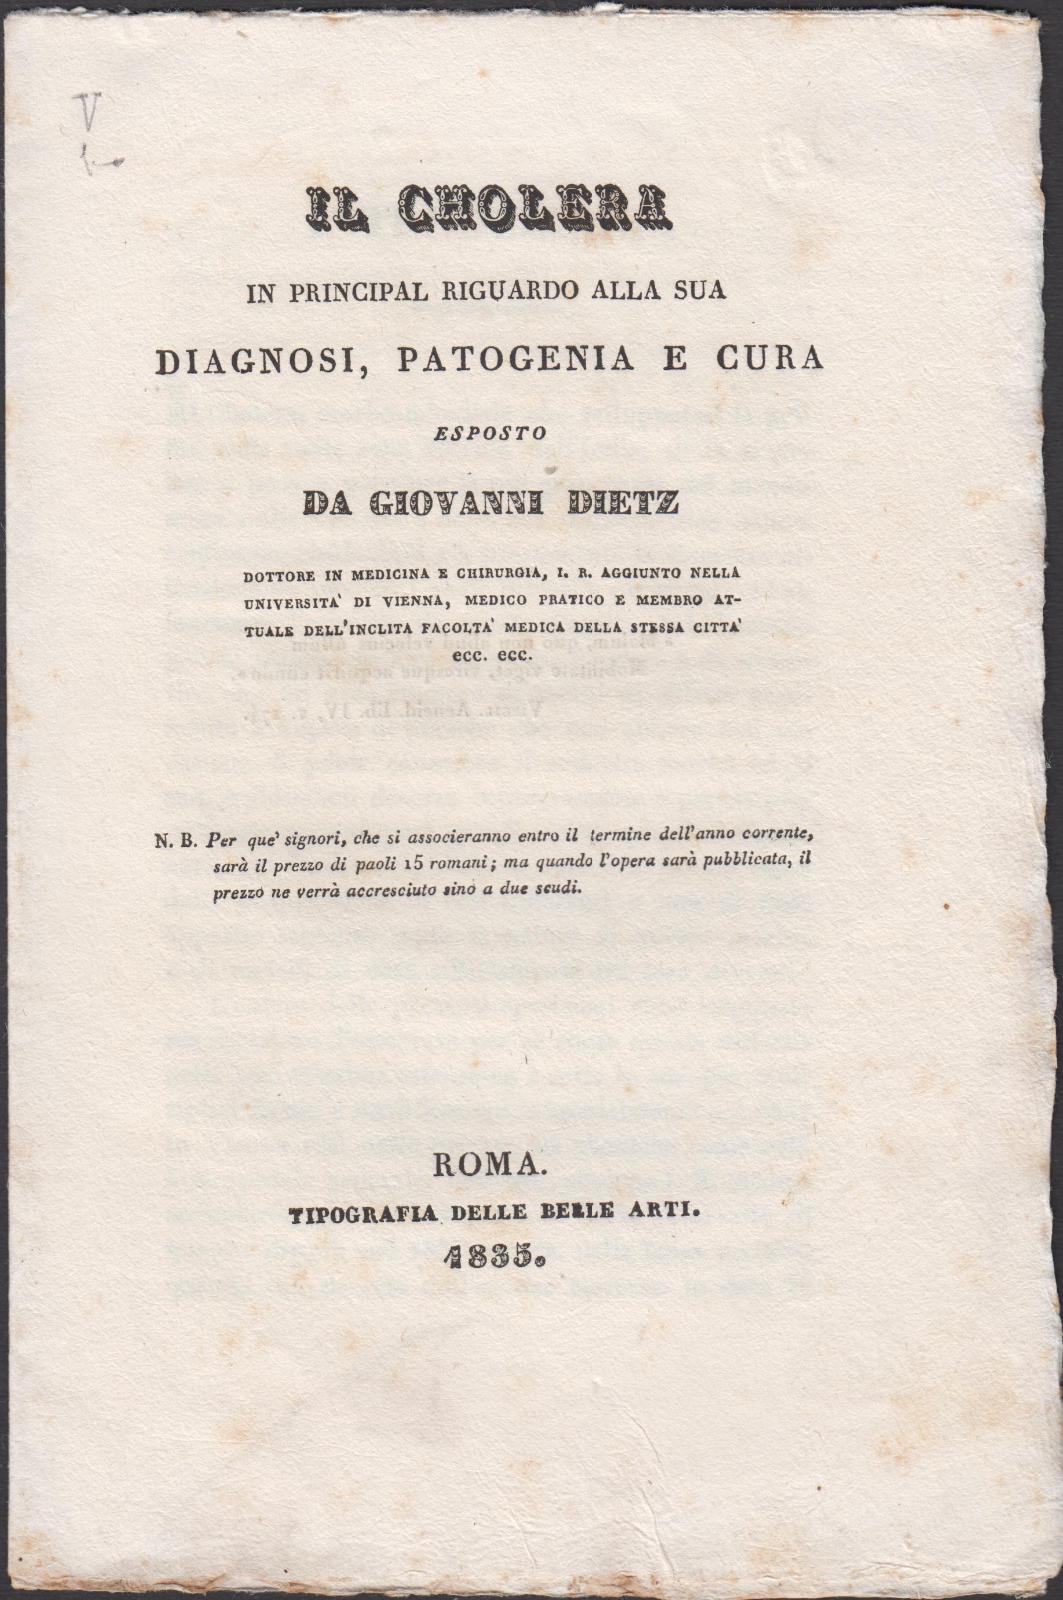 V
IL CHOLERA
IN PRINCIPAL RIGUARDO ALLA SUA
DIAGNOSI, PATOGENIA E CURA
ESPOSTO
DA GIOVANNI DIETZ
DOTTORE IN MEDICINA E CHIRURGIA, I. R. AGGIUNTO NELLA
UNIVERSITA' DI VIENNA, MEDICO PRATICO E MEMBRO AT-
TUALE DELL'INCLITA FACOLTA' MEDICA DELLA STESSA CITTA'
ecc. ecc.
N. B. Per que' signori, che si associeranno entro il termine dell'anno corrente,
sarà il prezzo di paoli 15 romani; ma quando l'opera sarà pubblicata, il
prezzo ne verrà accresciuto sino a due scudi.
ROMA.
TIPOGRAFIA DELLE BELLE ARTI.
1835.